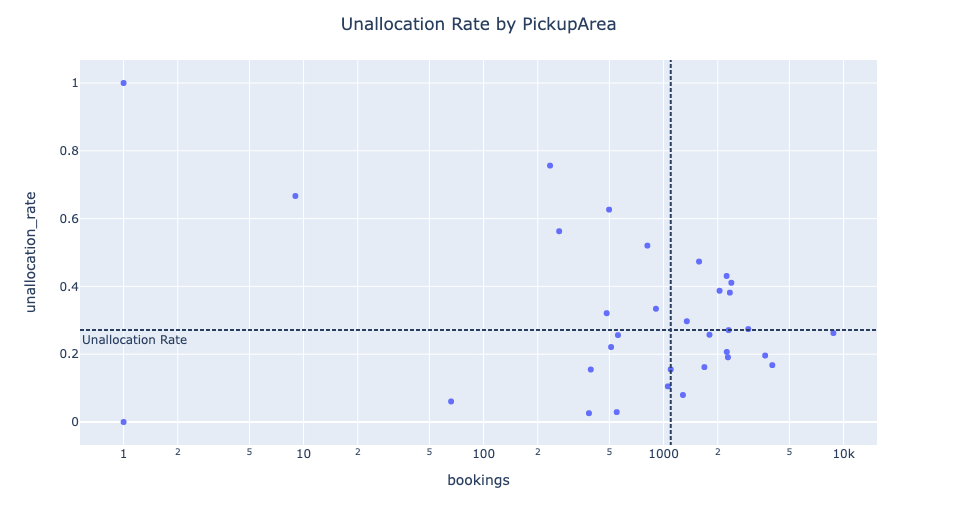 Unallocation Rate by PickupArea
1
0.8
0.6
0.4
0.2
0
unallocation_rate
Unallocation Rate
1 2 5 10 2 5 100 2 5 1000 2 5 10k
bookings